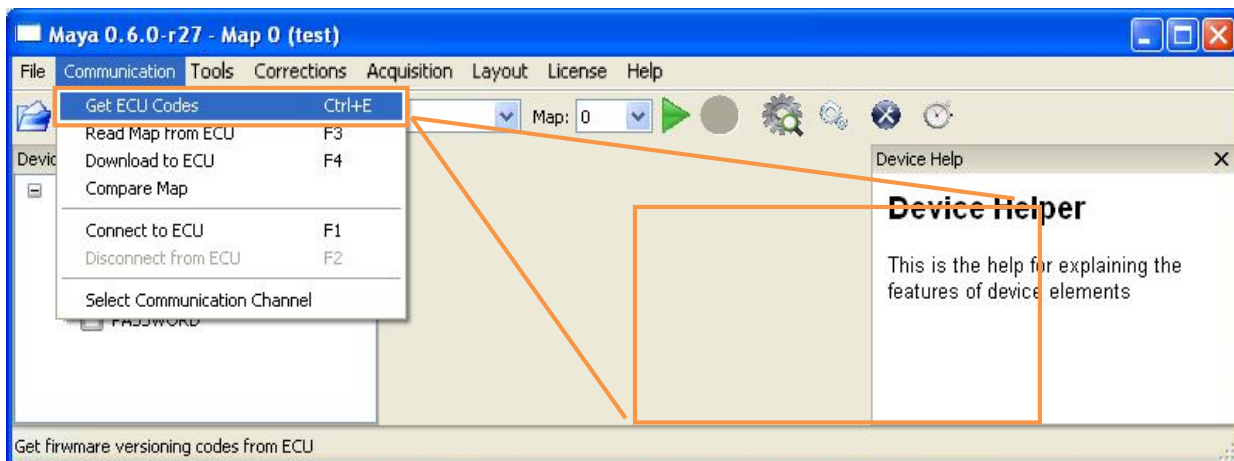 Maya 0.6.0-r27 - Map 0 (test)
File Communication Tools Corrections Acquisition Layout License Help
Get ECU Codes Ctrl+E
Map: 0
Read Map from ECU F3
Download to ECU F4
Compare Map
Connect to ECU F1
Disconnect from ECU F2
Select Communication Channel
Devic
PASSWORD
Device Help
Device Helper
This is the help for explaining the
features of device elements
Get firwmare versioning codes from ECU